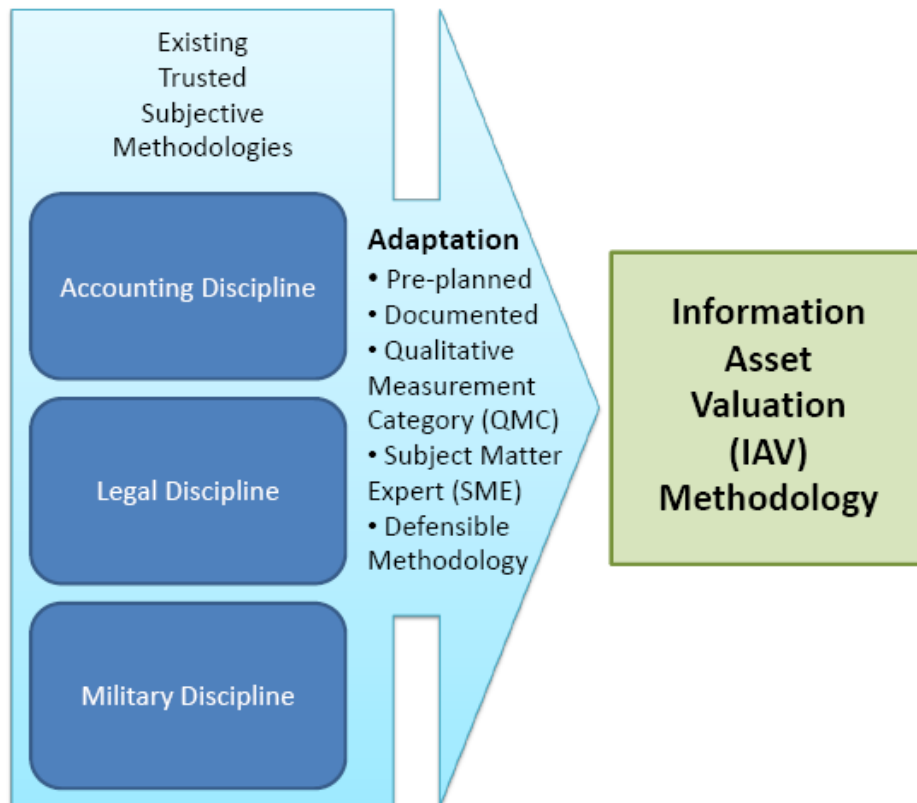 Existing
Trusted
Subjective
Methodologies
Accounting Discipline
Legal Discipline
Military Discipline
Adaptation
• Pre-planned
• Documented
• Qualitative
Measurement
Category (QMC)
• Subject Matter
Expert (SME)
• Defensible
Methodology
Information
Asset
Valuation
(IAV)
Methodology